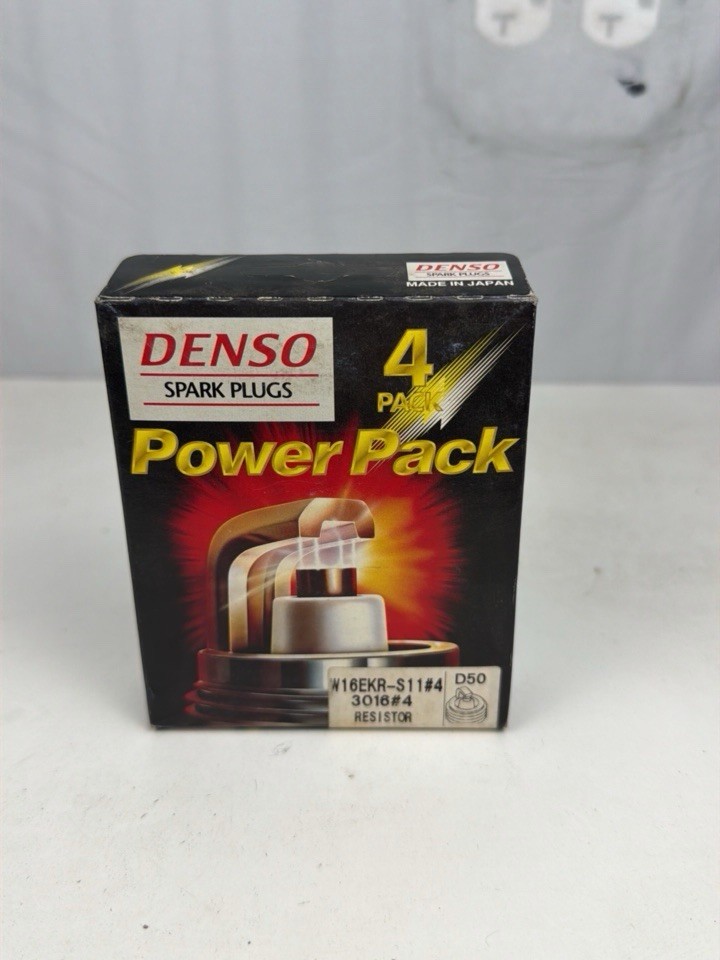 DENSO
SPARK PLUGS
MADE IN JAPAN
DENSO
SPARK PLUGS
4
PACK
Power Pack
W16EKR-S11#4
3016#4
RESISTOR
D50